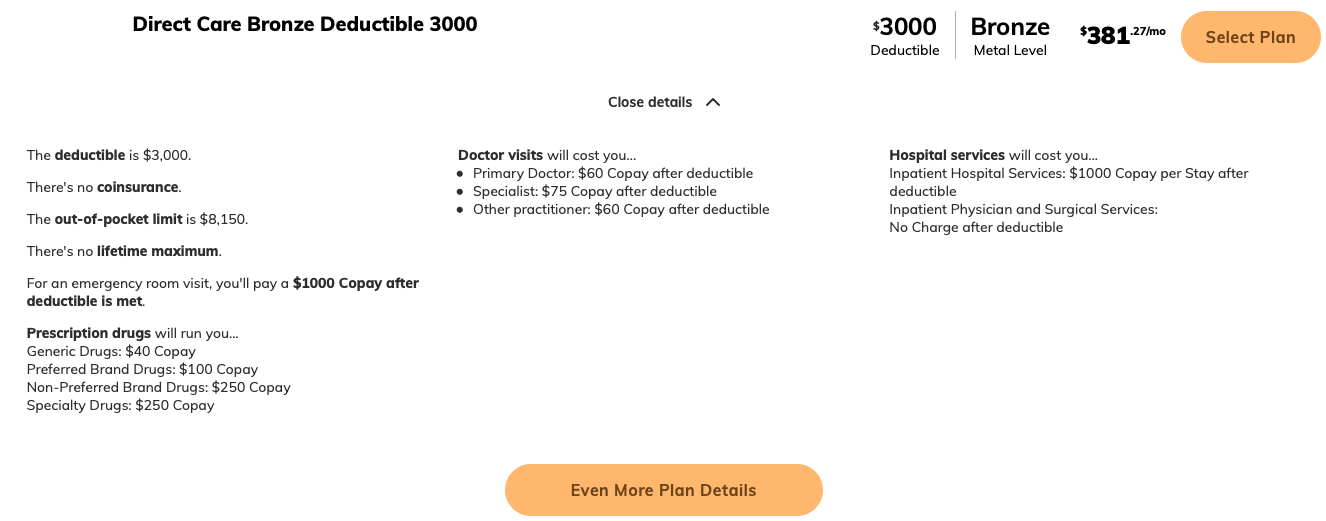 Direct Care Bronze Deductible 3000
$3000
Deductible
Bronze
Metal Level
$381.27/mo
Select Plan
Close details
The deductible is $3,000.
There's no coinsurance.
The out-of-pocket limit is $8,150.
There's no lifetime maximum.
For an emergency room visit, you'll pay a $1000 Copay after
deductible is met.
Prescription drugs will run you...
Generic Drugs: $40 Copay
Preferred Brand Drugs: $100 Copay
Non-Preferred Brand Drugs: $250 Copay
Specialty Drugs: $250 Copay
Doctor visits will cost you...
• Primary Doctor: $60 Copay after deductible
• Specialist: $75 Copay after deductible
• Other practitioner: $60 Copay after deductible
Hospital services will cost you...
Inpatient Hospital Services: $1000 Copay per Stay after
deductible
Inpatient Physician and Surgical Services:
No Charge after deductible
Even More Plan Details